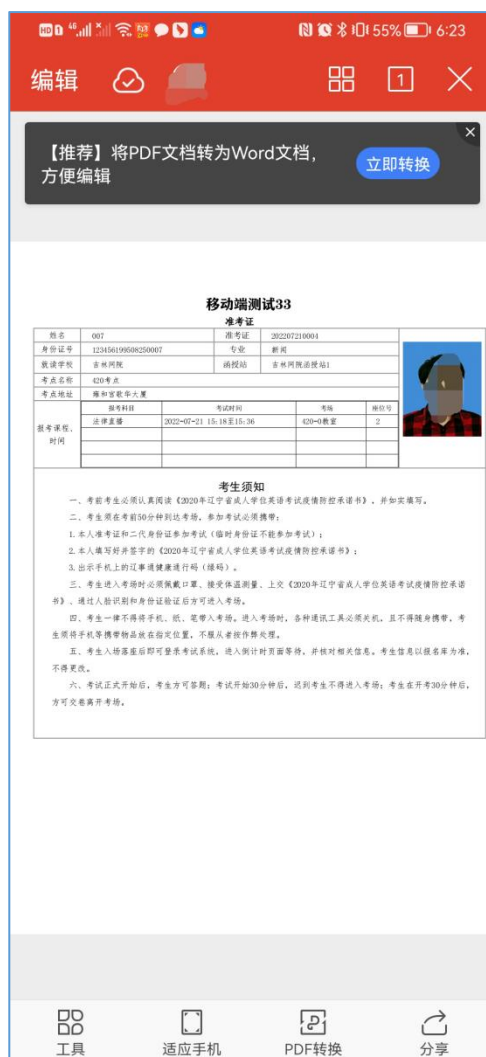 HD 46 55% 6:23
编辑 1
【推荐】将PDF文档转为Word文档，
方便编辑
立即转换
移动端测试33
准考证
姓名 007 准考证 202207210004
身份证号 123456199508250007 专业 新闻
就读学校 吉林网院 函授站 吉林网院函授站1
考点名称 420考点
考点地址 雍和宫歌华大厦
报考课程、时间 报考科目 考试时间 考场 座位号
法律直播 2022-07-21 15:18至15:36 420-0教室 2
考生须知
一、考前考生必须认真阅读《2020年辽宁省成人学位英语考试疫情防控承诺书》，并如实填写。
二、考生须在考前50分钟到达考场，参加考试必须携带：
1.本人准考证和二代身份证参加考试（临时身份证不能参加考试）；
2.本人填写好并签字的《2020年辽宁省成人学位英语考试疫情防控承诺书》；
3.出示手机上的辽事通健康通行码（绿码）。
三、考生进入考场时必须佩戴口罩、接受体温测量、上交《2020年辽宁省成人学位英语考试疫情防控承诺
书》、通过人脸识别和身份证验证后方可进入考场。
四、考生一律不得将手机、纸、笔带入考场。进入考场时，各种通讯工具必须关机，且不得随身携带，考
生须将手机等携带物品放在指定位置，不服从者按作弊处理。
五、考生入场落座后即可登录考试系统，进入倒计时页面等待，并核对相关信息。考生信息以报名库为准，
不得更改。
六、考试正式开始后，考生方可答题；考试开始30分钟后，迟到考生不得进入考场；考生在开考30分钟后，
方可交卷离开考场。
工具 适应手机 PDF转换 分享